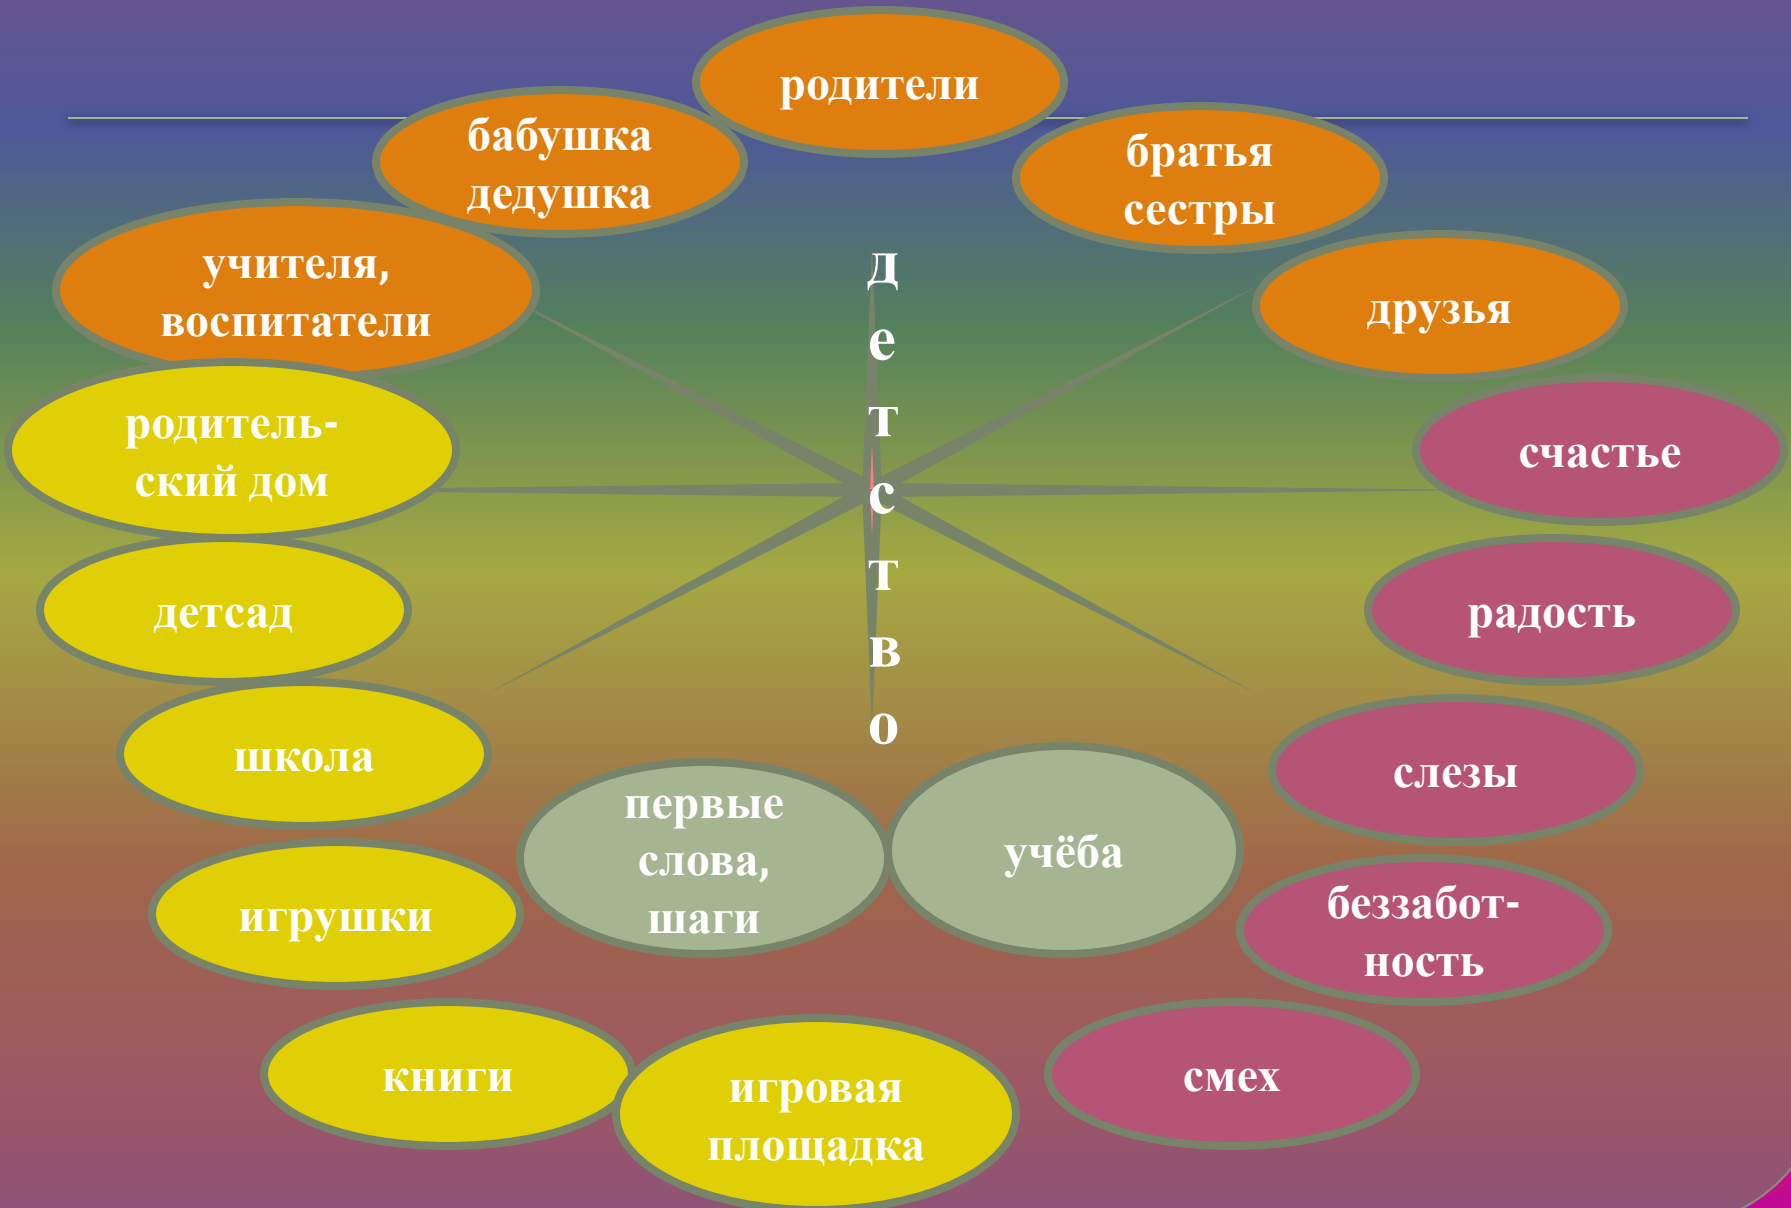 родители
бабушка
дедушка
братья
сестры
учителя,
воспитатели
друзья
д
е
т
с
т
в
о
родитель-
ский дом
счастье
детсад
радость
школа
слезы
первые
слова,
шаги
учёба
игрушки
беззабот-
ность
книги
игровая
площадка
смех